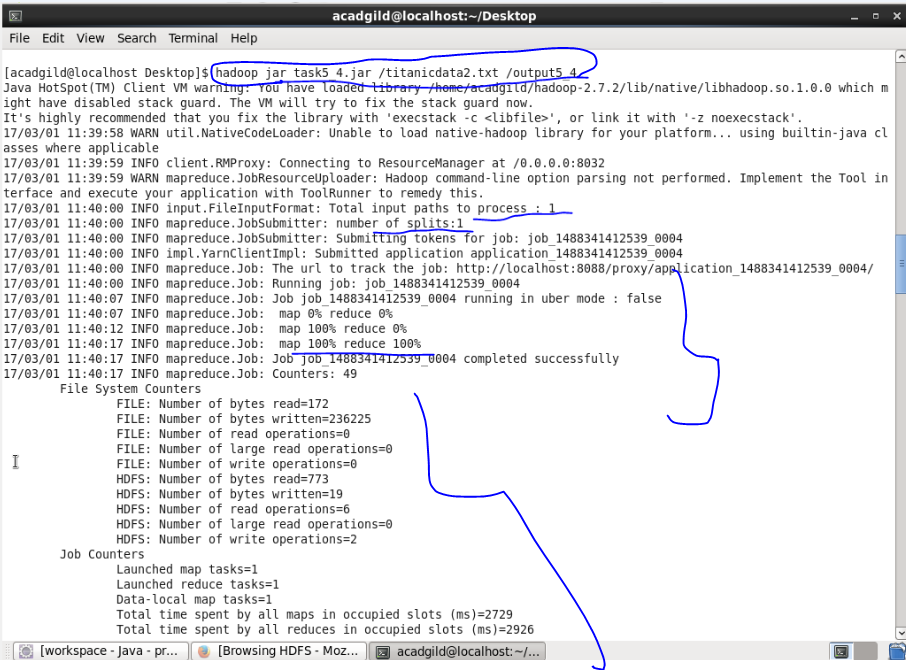 acadgild@localhost:~/Desktop
File Edit View Search Terminal Help
[acadgild@localhost Desktop]$ hadoop jar task5_4.jar /titanicdata2.txt /output5_4
Java HotSpot(TM) Client VM warning: You have loaded library /home/acadgild/hadoop-2.7.2/lib/native/libhadoop.so.1.0.0 which m
ight have disabled stack guard. The VM will try to fix the stack guard now.
It's highly recommended that you fix the library with 'execstack -c <libfile>', or link it with '-z noexecstack'.
17/03/01 11:39:58 WARN util.NativeCodeLoader: Unable to load native-hadoop library for your platform... using builtin-java cl
asses where applicable
17/03/01 11:39:59 INFO client.RMProxy: Connecting to ResourceManager at /0.0.0.0:8032
17/03/01 11:39:59 WARN mapreduce.JobResourceUploader: Hadoop command-line option parsing not performed. Implement the Tool in
terface and execute your application with ToolRunner to remedy this.
17/03/01 11:40:00 INFO input.FileInputFormat: Total input paths to process : 1
17/03/01 11:40:00 INFO mapreduce.JobSubmitter: number of splits:1
17/03/01 11:40:00 INFO mapreduce.JobSubmitter: Submitting tokens for job: job_1488341412539_0004
17/03/01 11:40:00 INFO impl.YarnClientImpl: Submitted application application_1488341412539_0004
17/03/01 11:40:00 INFO mapreduce.Job: The url to track the job: http://localhost:8088/proxy/application_1488341412539_0004/
17/03/01 11:40:00 INFO mapreduce.Job: Running job: job_1488341412539_0004
17/03/01 11:40:07 INFO mapreduce.Job: Job job_1488341412539_0004 running in uber mode : false
17/03/01 11:40:07 INFO mapreduce.Job:  map 0% reduce 0%
17/03/01 11:40:12 INFO mapreduce.Job:  map 100% reduce 0%
17/03/01 11:40:17 INFO mapreduce.Job:  map 100% reduce 100%
17/03/01 11:40:17 INFO mapreduce.Job: Job job_1488341412539_0004 completed successfully
17/03/01 11:40:17 INFO mapreduce.Job: Counters: 49
File System Counters
FILE: Number of bytes read=172
FILE: Number of bytes written=236225
FILE: Number of read operations=0
FILE: Number of large read operations=0
FILE: Number of write operations=0
HDFS: Number of bytes read=773
HDFS: Number of bytes written=19
HDFS: Number of read operations=6
HDFS: Number of large read operations=0
HDFS: Number of write operations=2
Job Counters
Launched map tasks=1
Launched reduce tasks=1
Data-local map tasks=1
Total time spent by all maps in occupied slots (ms)=2729
Total time spent by all reduces in occupied slots (ms)=2926
[workspace - Java - pr... [Browsing HDFS - Moz... acadgild@localhost:~/...